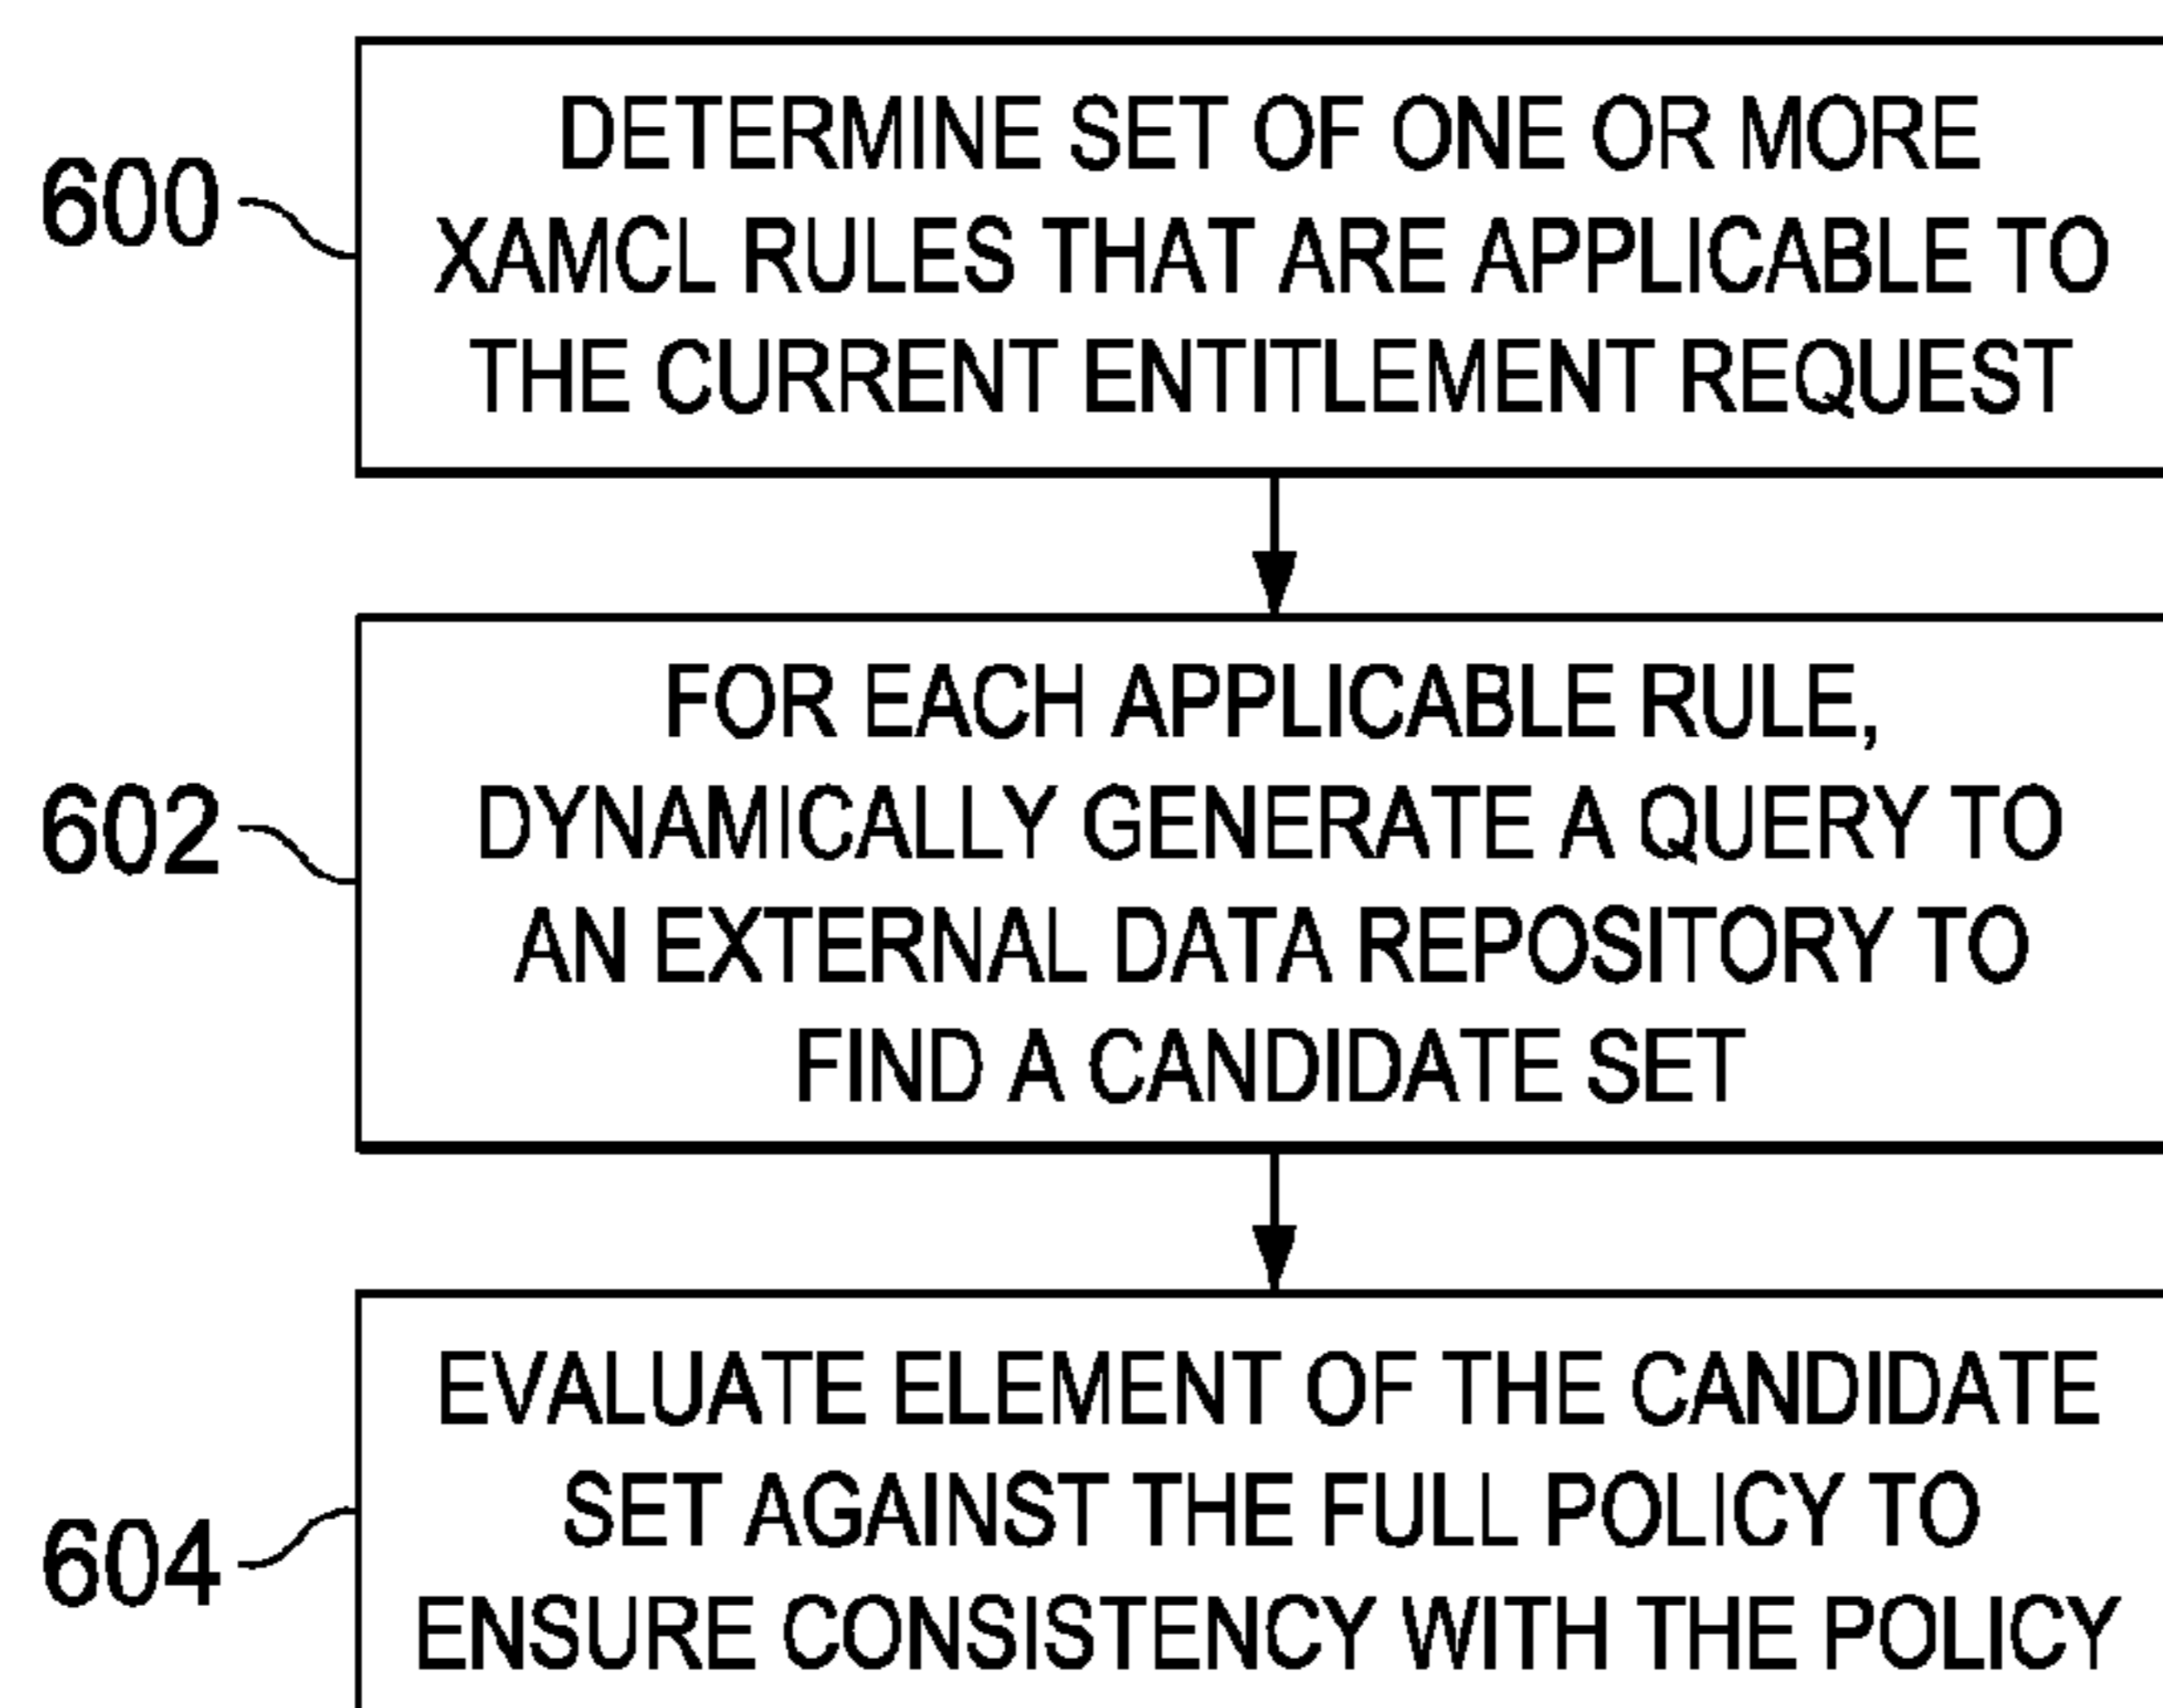 600
DETERMINE SET OF ONE OR MORE
XAMCL RULES THAT ARE APPLICABLE TO
THE CURRENT ENTITLEMENT REQUEST
602
FOR EACH APPLICABLE RULE,
DYNAMICALLY GENERATE A QUERY TO
AN EXTERNAL DATA REPOSITORY TO
FIND A CANDIDATE SET
604
EVALUATE ELEMENT OF THE CANDIDATE
SET AGAINST THE FULL POLICY TO
ENSURE CONSISTENCY WITH THE POLICY